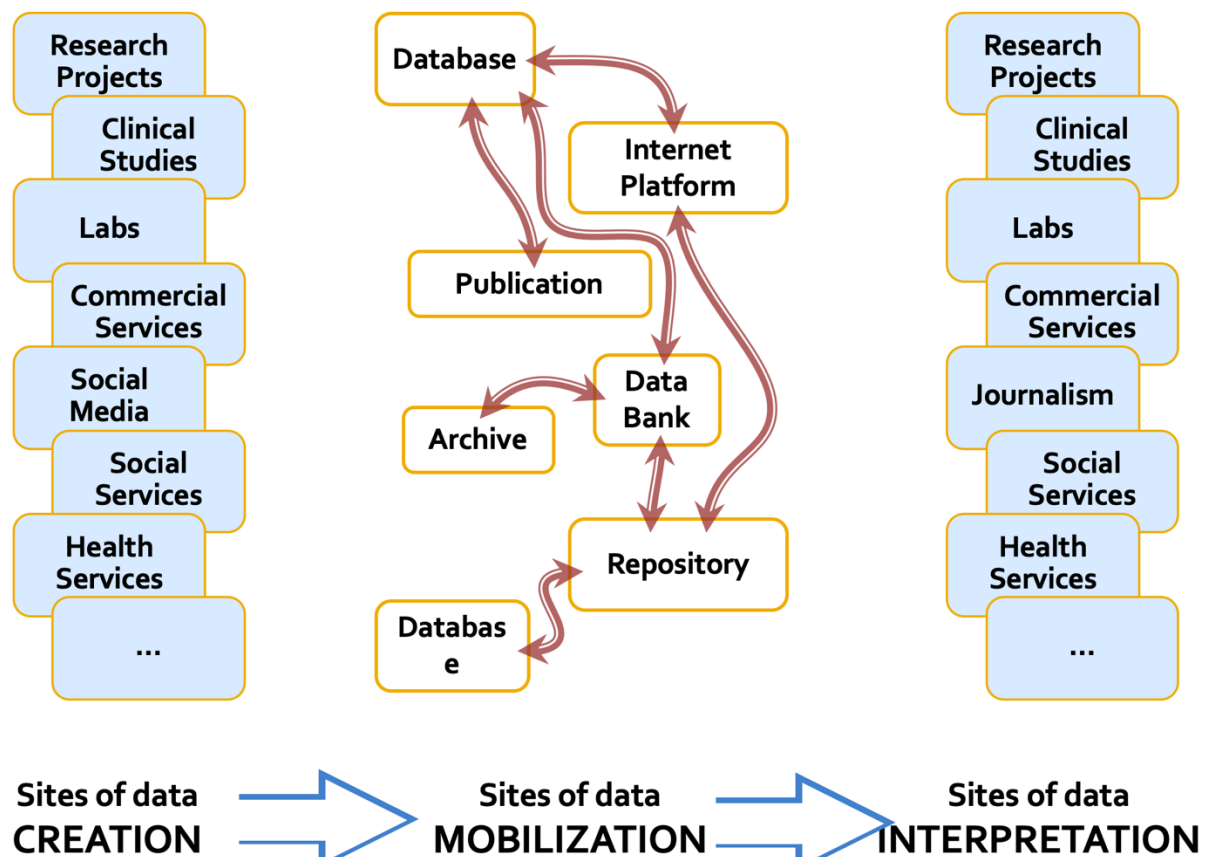 Research
Projects
Clinical
Studies
Labs
Commercial
Services
Social
Media
Social
Services
Health
Services
...
Database
Internet
Platform
Publication
Data
Bank
Archive
Repository
Databas
e
Research
Projects
Clinical
Studies
Labs
Commercial
Services
Journalism
Social
Services
Health
Services
...
Sites of data
CREATION
Sites of data
MOBILIZATION
Sites of data
INTERPRETATION